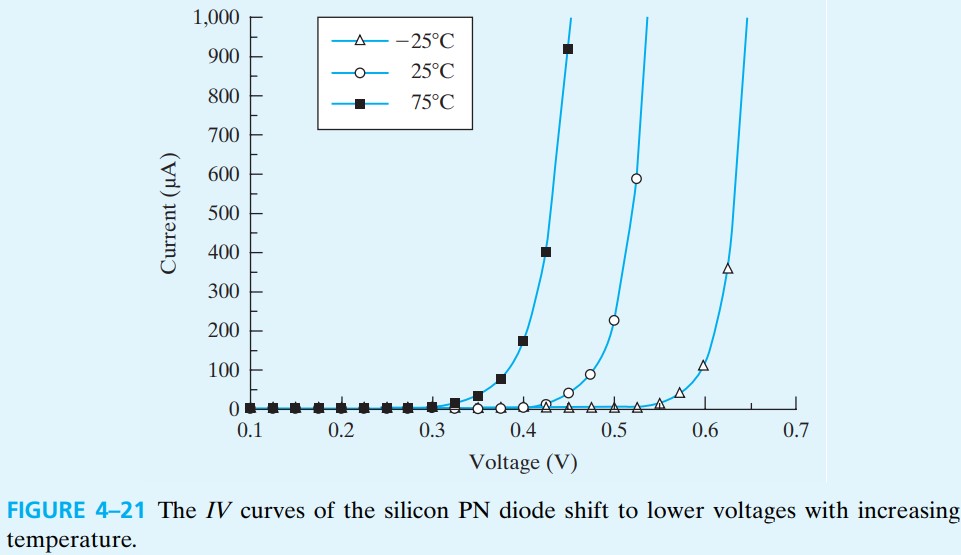 1,000
900
800
700
600
500
400
300
200
100
0
Current (μA)
−25°C
25°C
75°C
0.1 0.2 0.3 0.4 0.5 0.6 0.7
Voltage (V)
FIGURE 4–21 The IV curves of the silicon PN diode shift to lower voltages with increasing
temperature.